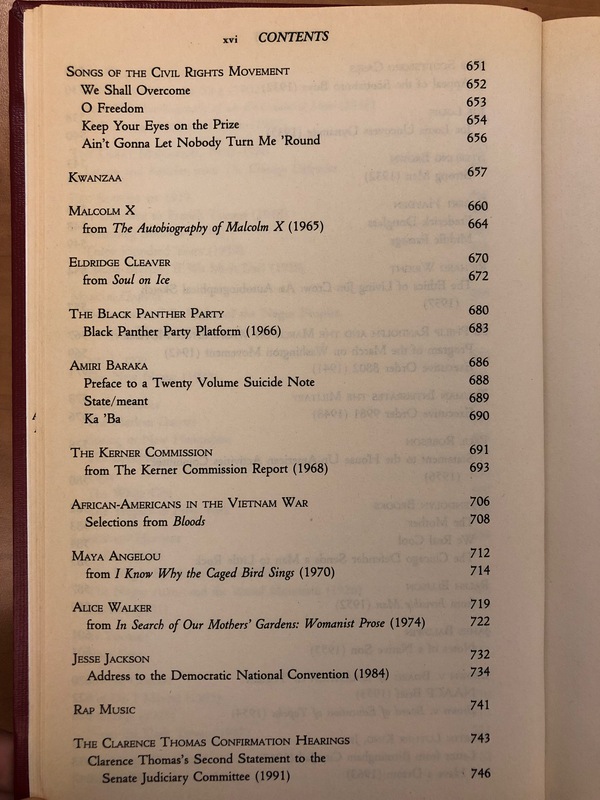 xvi CONTENTS
SONGS OF THE CIVIL RIGHTS MOVEMENT 651
We Shall Overcome 652
O Freedom 653
Keep Your Eyes on the Prize 654
Ain't Gonna Let Nobody Turn Me 'Round 656
KWANZAA 657
MALCOLM X 660
from The Autobiography of Malcolm X (1965) 664
ELDRIDGE CLEAVER 670
from Soul on Ice 672
THE BLACK PANTHER PARTY 680
Black Panther Party Platform (1966) 683
AMIRI BARAKA 686
Preface to a Twenty Volume Suicide Note 688
State/meant 689
Ka 'Ba 690
THE KERNER COMMISSION 691
from The Kerner Commission Report (1968) 693
AFRICAN-AMERICANS IN THE VIETNAM WAR 706
Selections from Bloods 708
MAYA ANGELOU 712
from I Know Why the Caged Bird Sings (1970) 714
ALICE WALKER 719
from In Search of Our Mothers' Gardens: Womanist Prose (1974) 722
JESSE JACKSON 732
Address to the Democratic National Convention (1984) 734
RAP MUSIC 741
THE CLARENCE THOMAS CONFIRMATION HEARINGS 743
Clarence Thomas's Second Statement to the
Senate Judiciary Committee (1991) 746